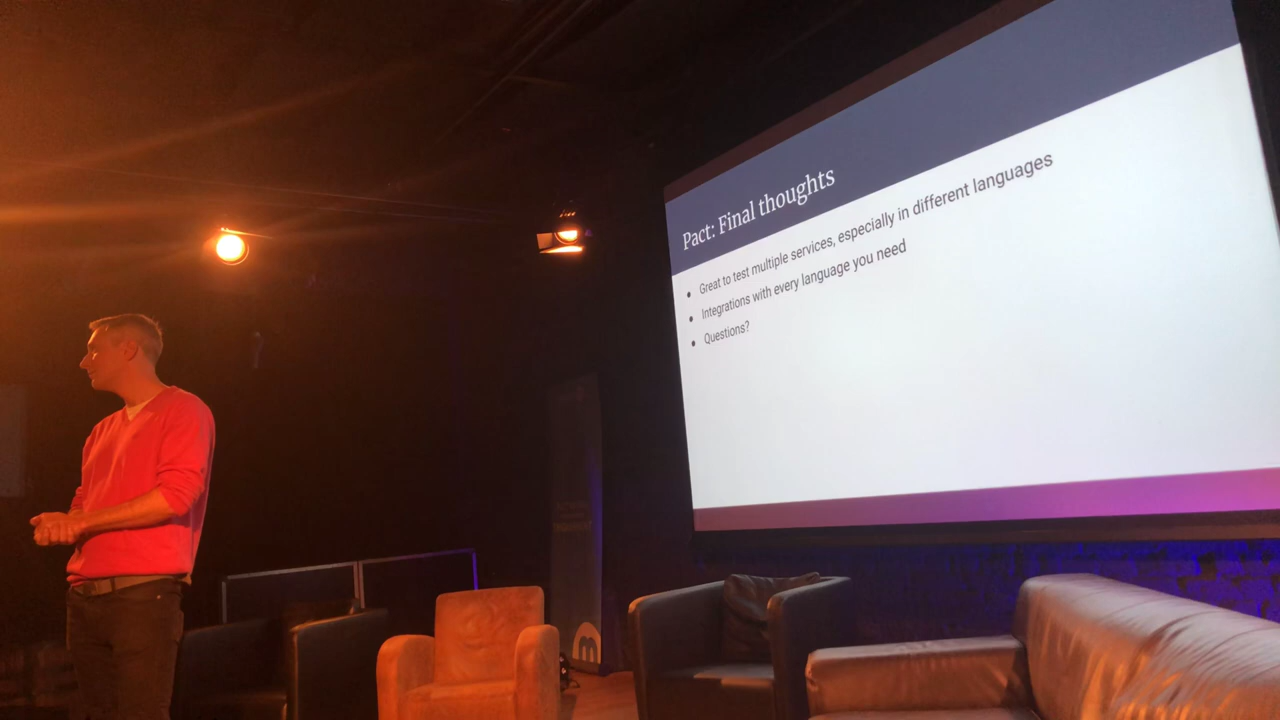 Pact: Final thoughts
• Great to test multiple services, especially in different languages
• Integrations with every language you need
• Questions?
m